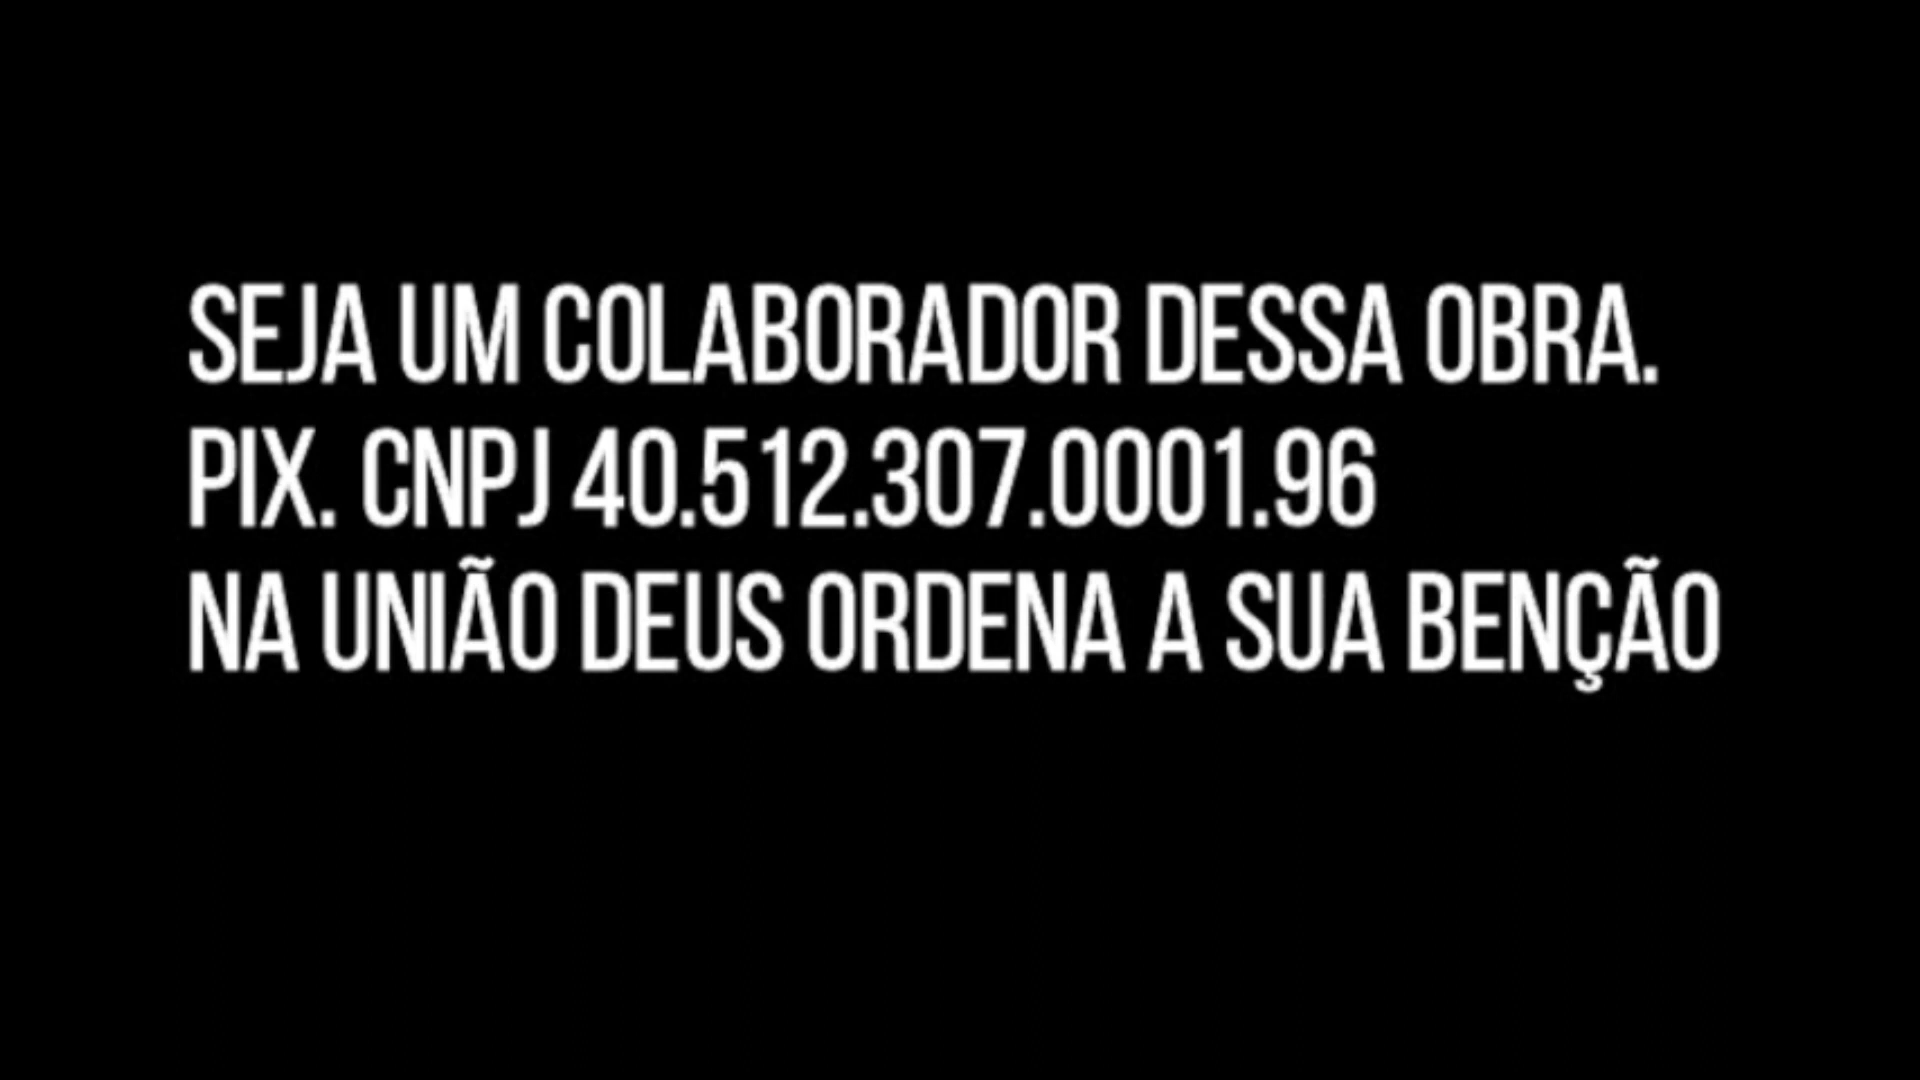 SEJA UM COLABORADOR DESSA OBRA.
PIX. CNPJ 40.512.307.0001.96
NA UNIÃO DEUS ORDENA A SUA BENÇÃO